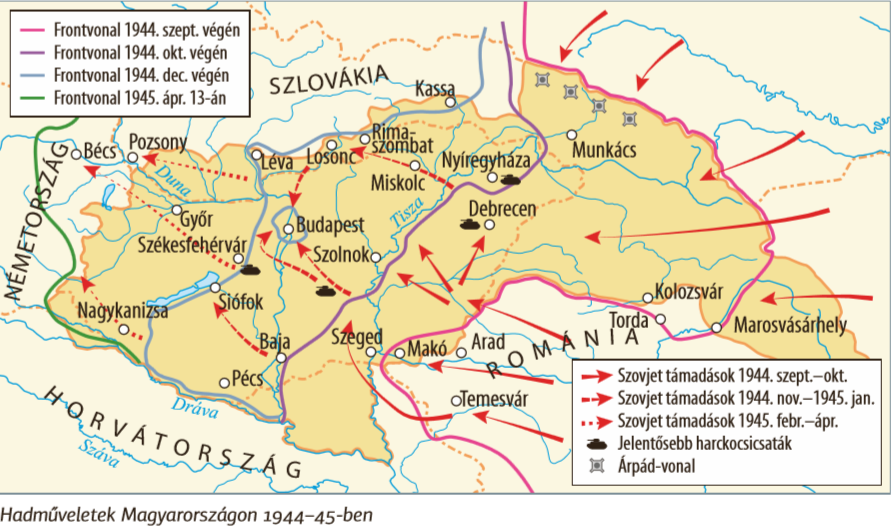 Frontvonal 1944. szept. végén
Frontvonal 1944. okt. végén
Frontvonal 1944. dec. végén
Frontvonal 1945. ápr. 13-án
SZLOVÁKIA
Kassa
Bécs
Pozsony
Léva
Losonc
Rima-
szombat
Nyíregyháza
Munkács
Miskolc
Duna
NÉMETORSZÁG
Győr
Budapest
Tisza
Debrecen
Székesfehérvár
Szolnok
Siófok
Kolozsvár
Nagykanizsa
Torda
Marosvásárhely
Baja
Szeged
Makó
Arad
ROMÁNIA
Pécs
Temesvár
Dráva
HORVÁTORSZÁG
Száva
Szovjet támadások 1944. szept.–okt.
Szovjet támadások 1944. nov.–1945. jan.
Szovjet támadások 1945. febr.–ápr.
Jelentősebb harckocsicsaták
Árpád-vonal
Hadműveletek Magyarországon 1944–45-ben